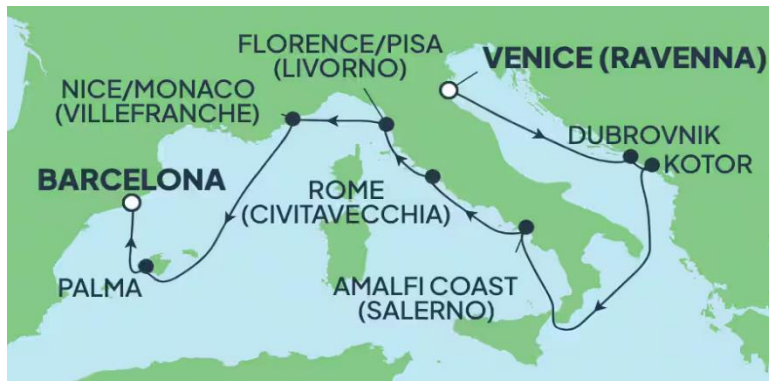 FLORENCE/PISA
(LIVORNO)
VENICE (RAVENNA)
NICE/MONACO
(VILLEFRANCHE)
DUBROVNIK
KOTOR
BARCELONA
ROME
(CIVITAVECCHIA)
PALMA
AMALFI COAST
(SALERNO)